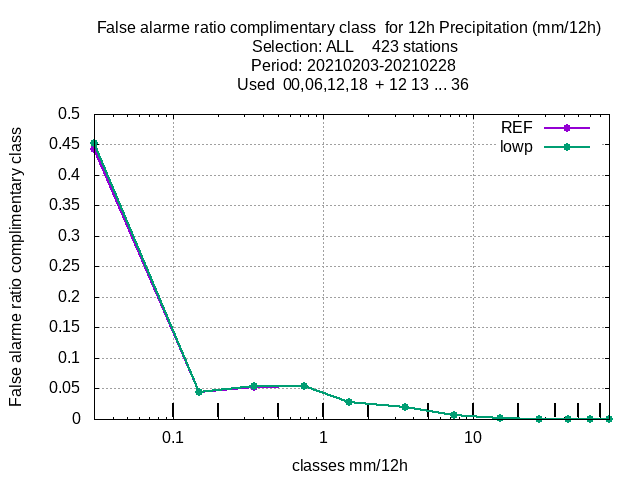 False alarme ratio complimentary class  for 12h Precipitation (mm/12h)
Selection: ALL    423 stations
Period: 20210203-20210228
Used  00,06,12,18  + 12 13 ... 36
REF
lowp
False alarme ratio complimentary class
0.5
0.45
0.4
0.35
0.3
0.25
0.2
0.15
0.1
0.05
0
0.1
1
10
classes mm/12h